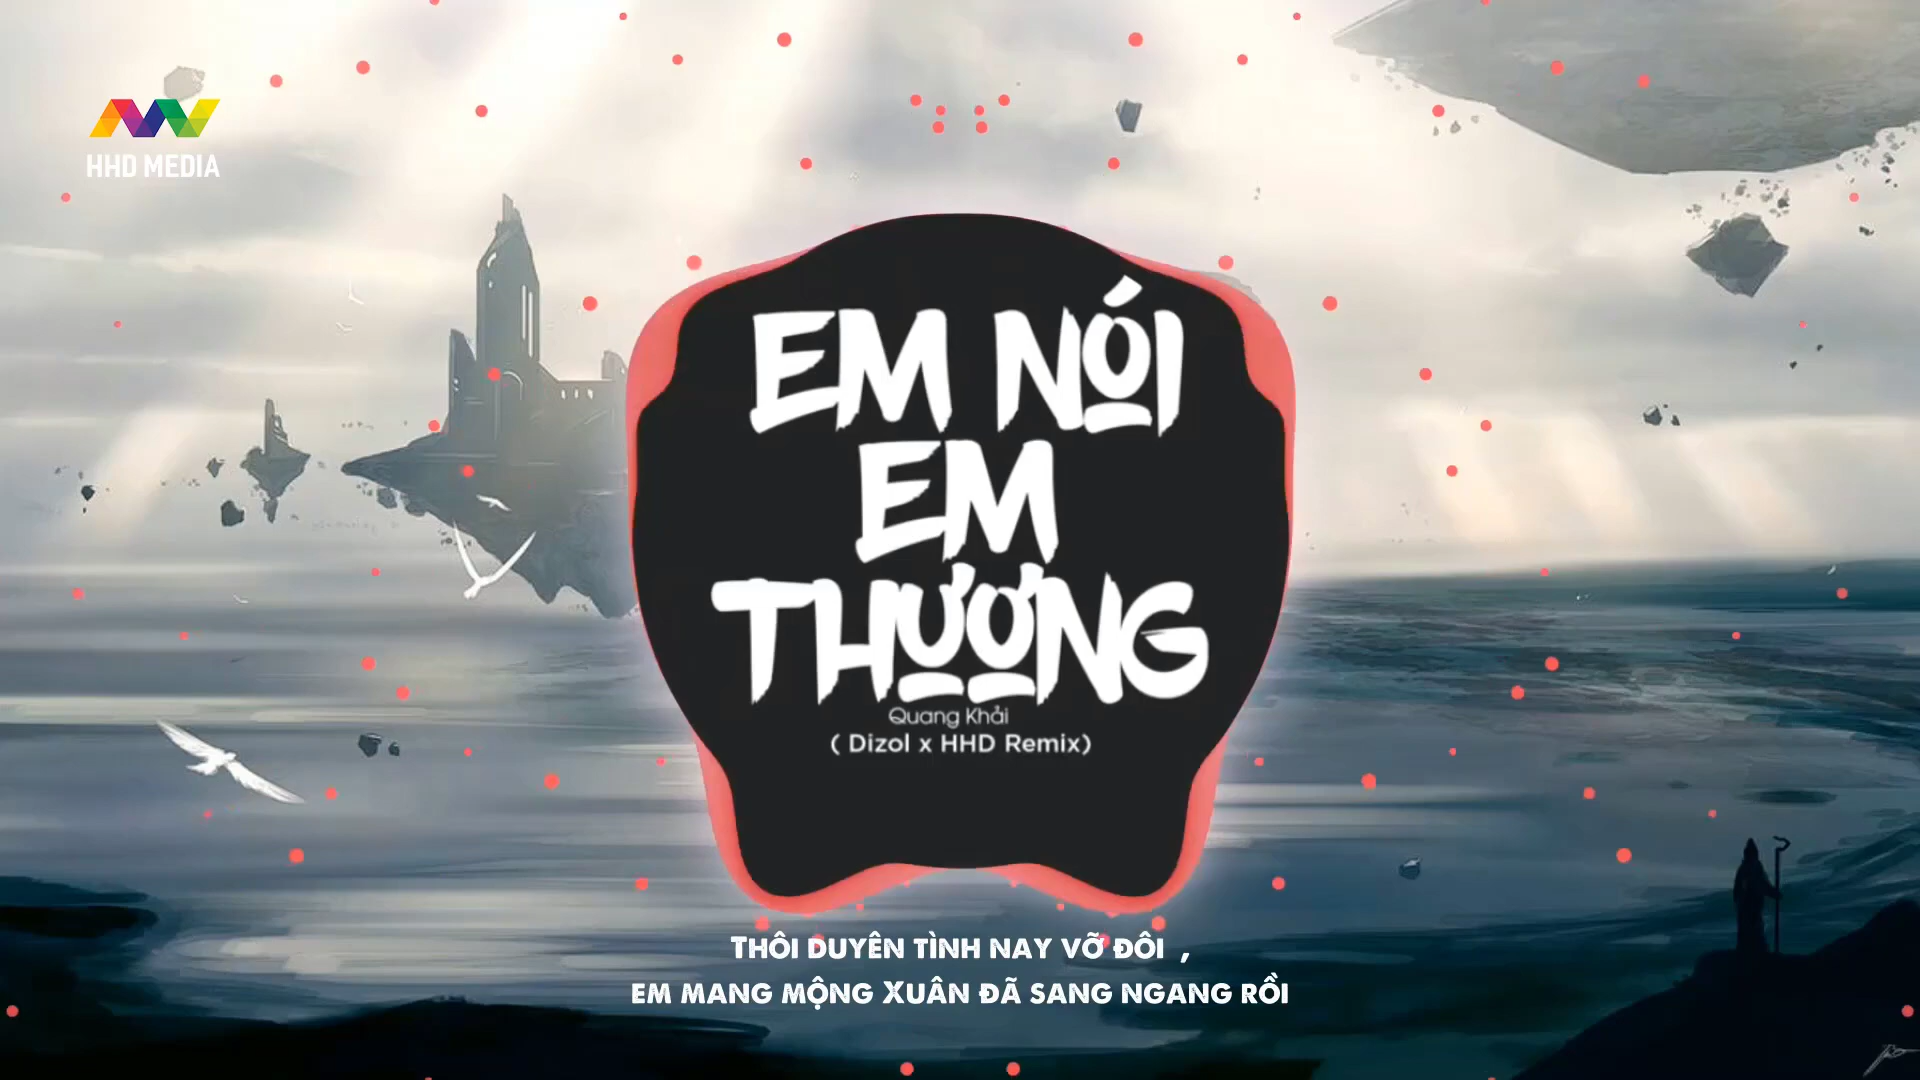 HHD MEDIA
EM NÓI
EM
THƯƠNG
Quang Khải
( Dizol x HHD Remix)
THÔI DUYÊN TÌNH NAY VỠ ĐÔI ,
EM MANG MỘNG XUÂN ĐÃ SANG NGANG RỒI